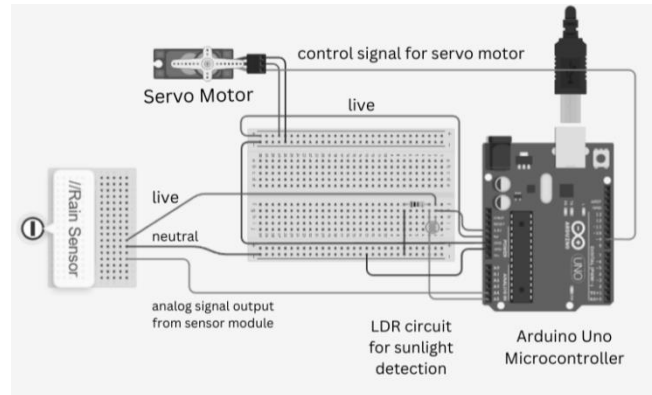 control signal for servo motor
Servo Motor
live
//Rain Sensor
live
neutral
analog signal output
from sensor module
LDR circuit
for sunlight
detection
UNO
ARDUINO
Arduino Uno
Microcontroller